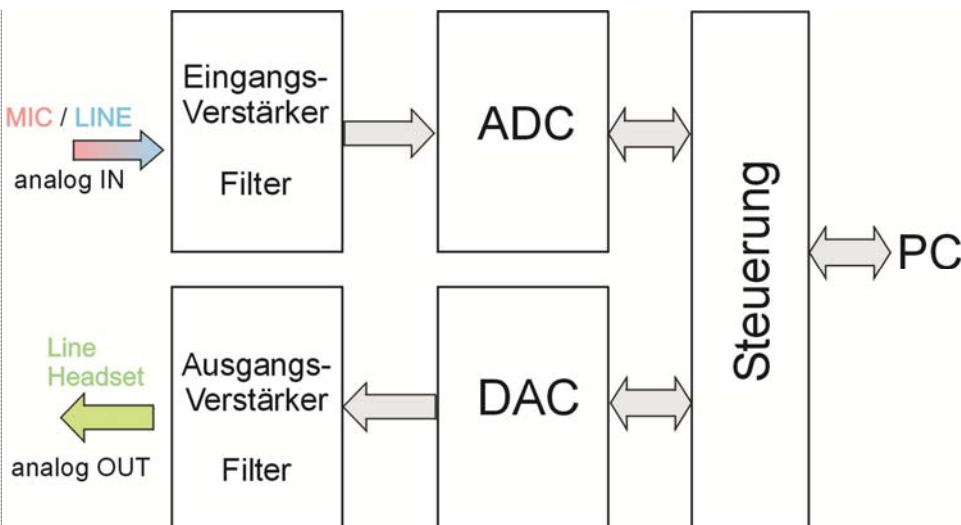 MIC / LINE
analog IN
Eingangs-
Verstärker
Filter
ADC
Steuerung
PC
Line
Headset
analog OUT
Ausgangs-
Verstärker
Filter
DAC